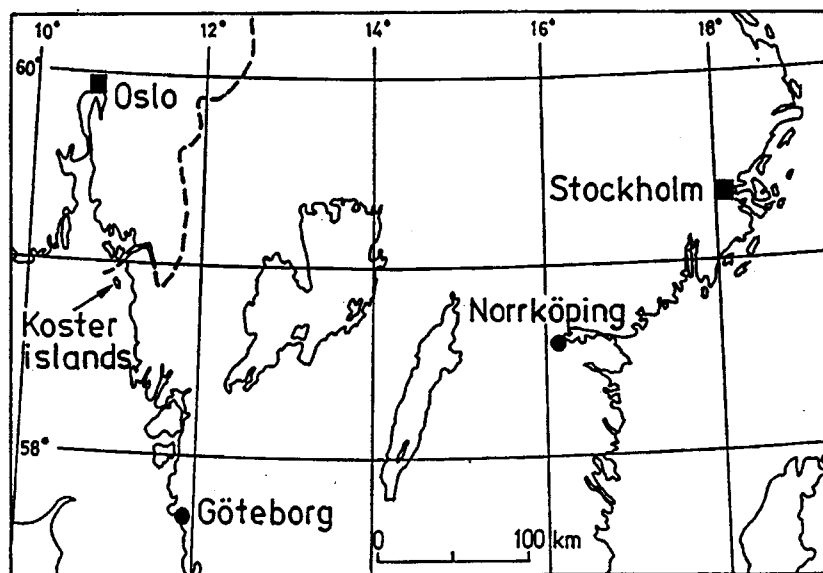 10° 12° 14° 16° 18°
60°
Oslo
Stockholm
Norrköping
Koster
islands
58°
Göteborg
0 100 km